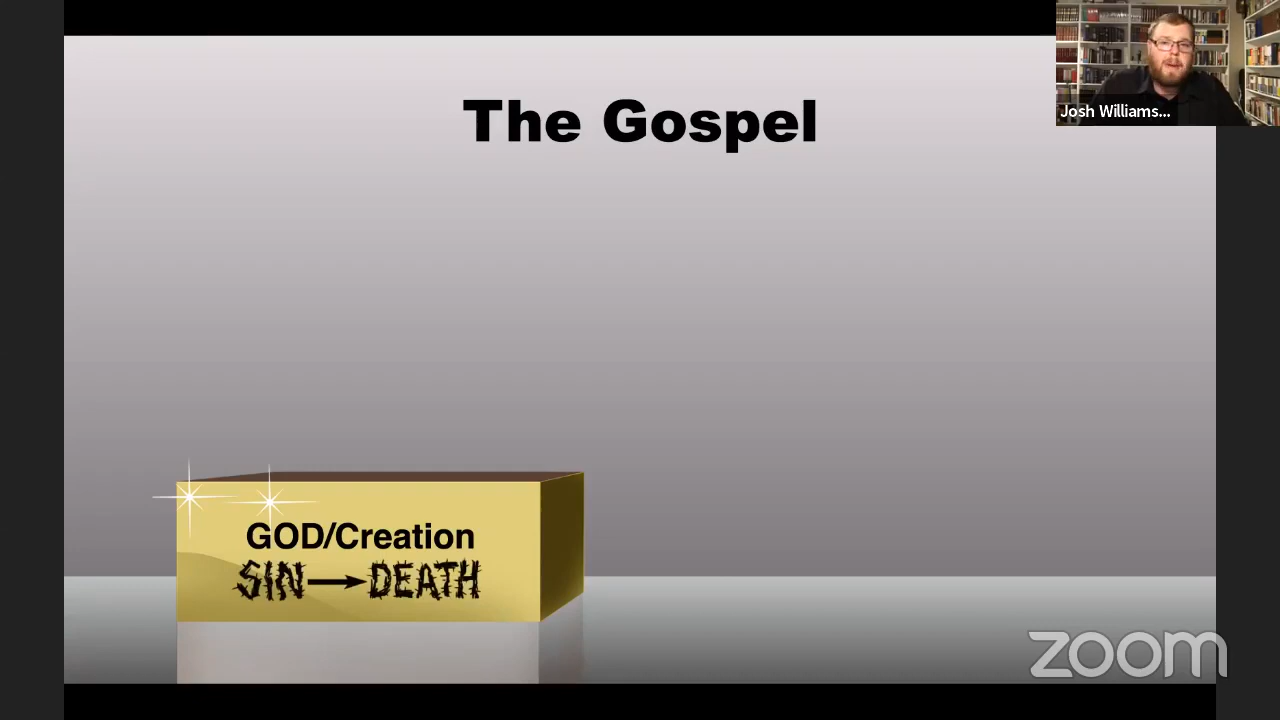 The Gospel
Josh Williams...
GOD/Creation
SIN→DEATH
zoom